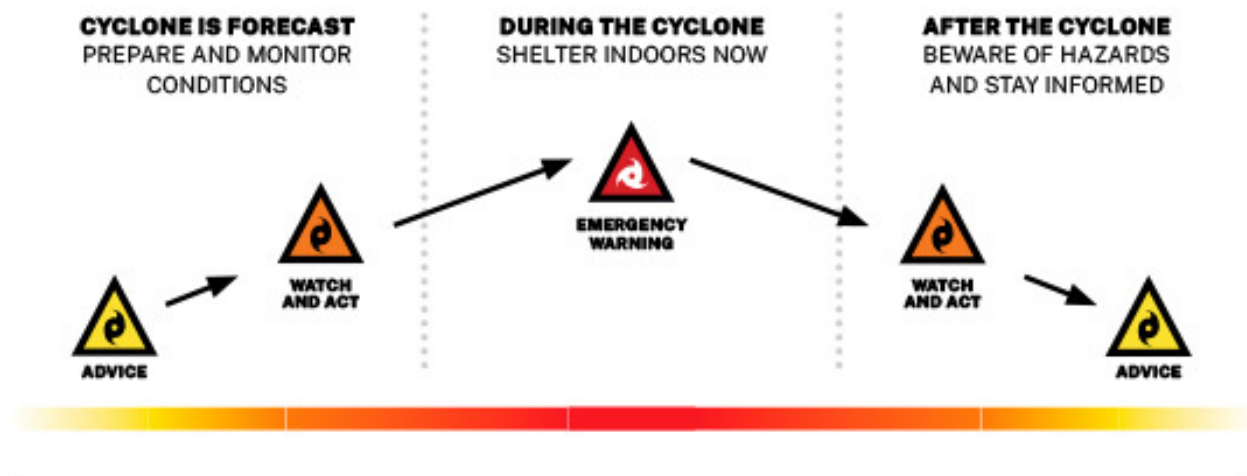 CYCLONE IS FORECAST
PREPARE AND MONITOR
CONDITIONS
DURING THE CYCLONE
SHELTER INDOORS NOW
AFTER THE CYCLONE
BEWARE OF HAZARDS
AND STAY INFORMED
ADVICE
WATCH
AND ACT
EMERGENCY
WARNING
WATCH
AND ACT
ADVICE